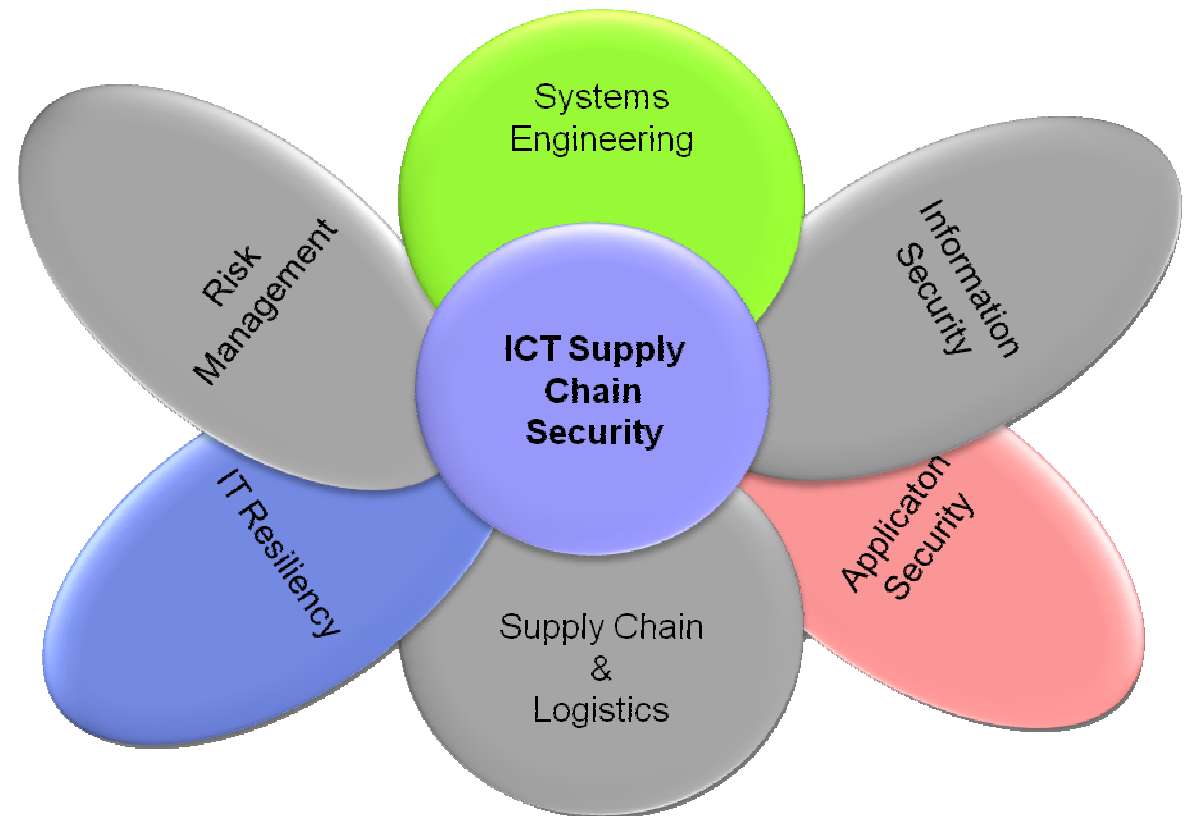 Systems
Engineering
Risk
Management
Information
Security
ICT Supply
Chain
Security
IT Resiliency
Applicaton
Security
Supply Chain
&
Logistics